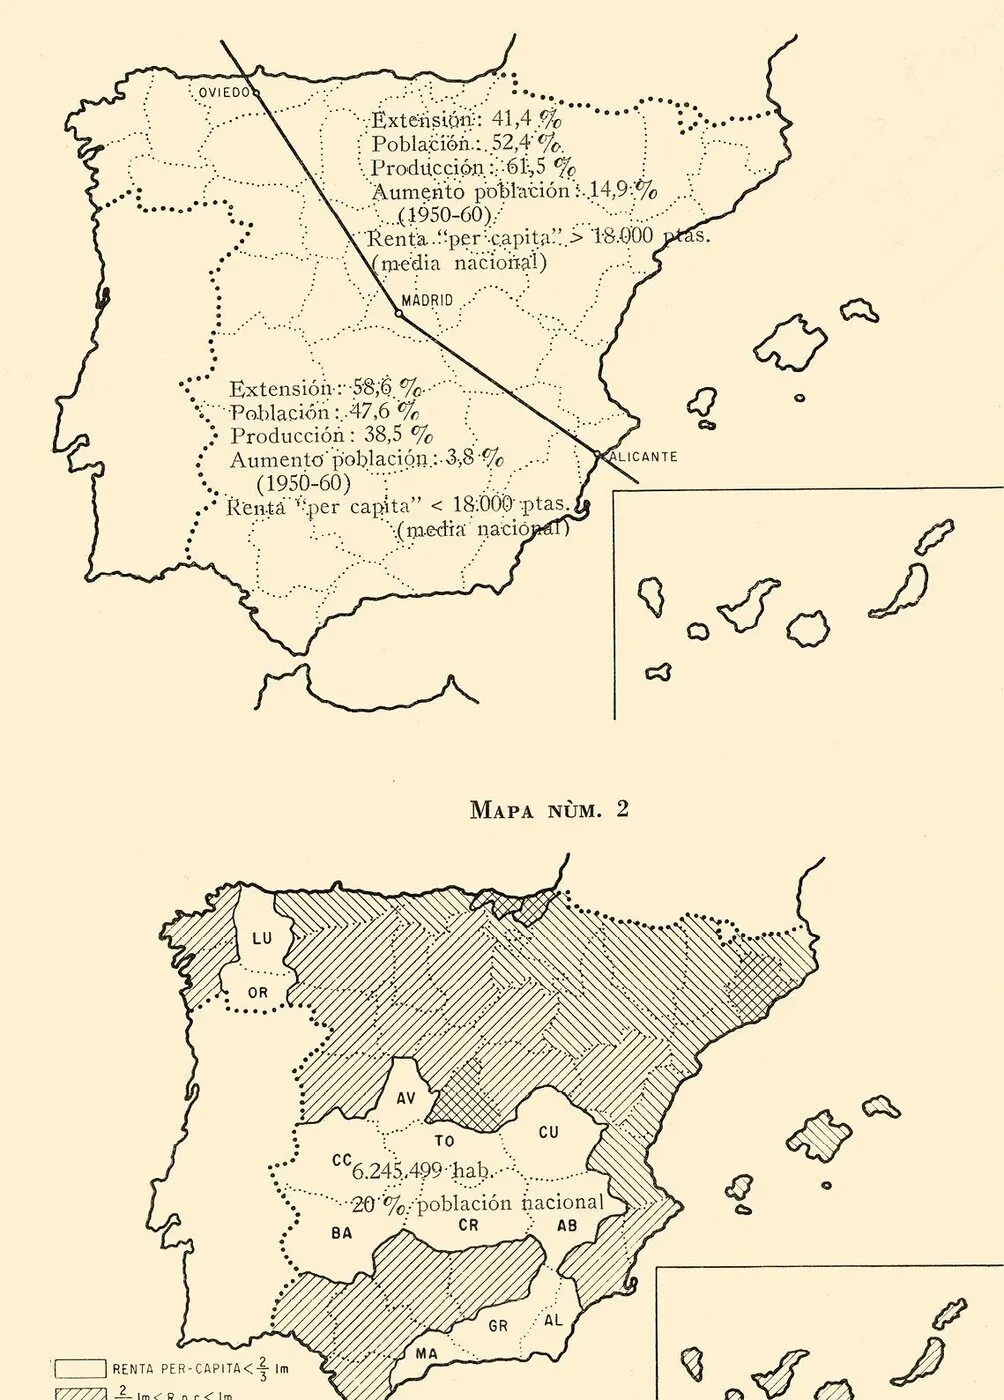 OVIEDO
Extensión: 41,4 %
Población: 52,4 %
Producción: 61,5 %
Aumento población: 14,9 %
(1950-60)
Renta "per capita" > 18.000 ptas.
(media nacional)
MADRID
Extensión: 58,6 %
Población: 47,6 %
Producción: 38,5 %
Aumento población: 3,8 %
(1950-60)
Renta "per capita" < 18.000 ptas.
(media nacional)
ALICANTE
MAPA NÙM. 2
LU
OR
AV
TO
CU
CC
6.245.499 hab.
20 % población nacional
BA
CR
AB
GR
AL
MA
RENTA PER-CAPITA < 2/3 Im
2/ Im < R.p.c < Im